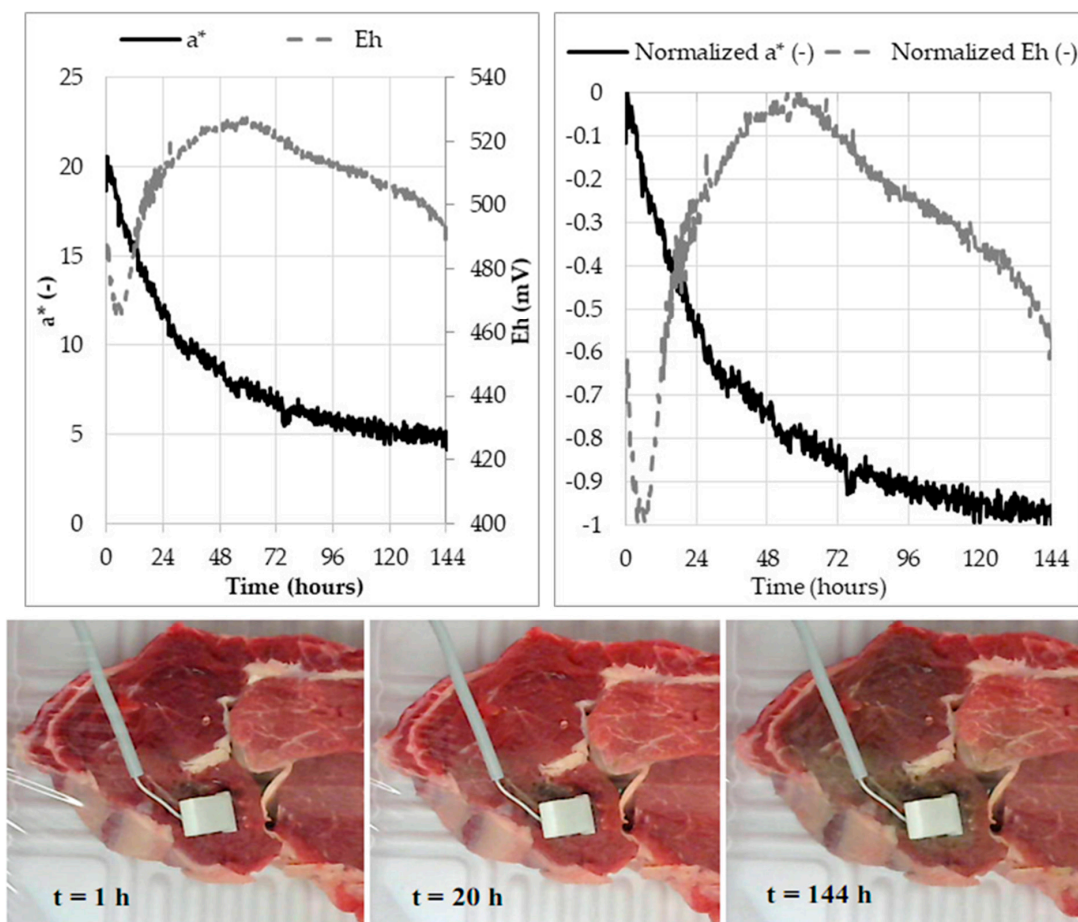 a* Eh
25 540
20 520
15 500
10 480
5 460
0 440
420
400
a* (-)
Eh (mV)
0 24 48 72 96 120 144
Time (hours)
Normalized a* (-) Normalized Eh (-)
0
-0.1
-0.2
-0.3
-0.4
-0.5
-0.6
-0.7
-0.8
-0.9
-1
0 24 48 72 96 120 144
Time (hours)
t = 1 h
t = 20 h
t = 144 h